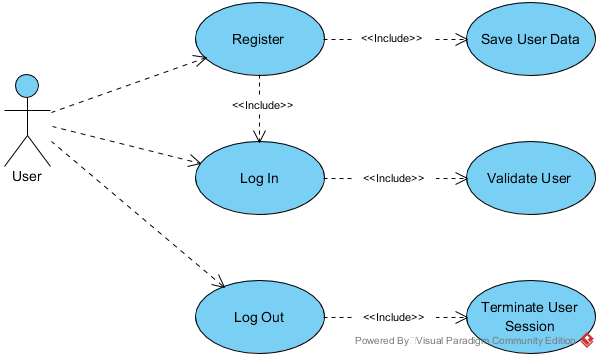 Register
<<Include>>
Save User Data
<<Include>>
User
Log In
<<Include>>
Validate User
Log Out
<<Include>>
Terminate User
Session
Powered By Visual Paradigm Community Edition